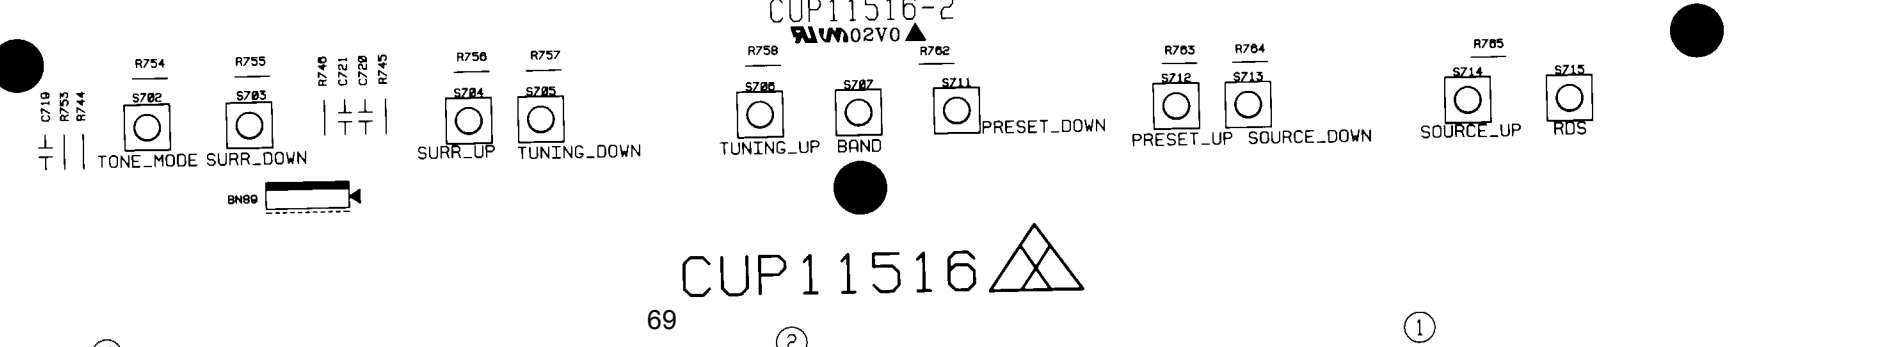 CUP11516-2
02V0
R754 R755 R746 C721 C720 R745 R756 R757 R758 R762 R763 R764 R765
C719 R753 R744 S702 S703 S704 S705 S706 S707 S711 S712 S713 S714 S715
TONE_MODE SURR_DOWN SURR_UP TUNING_DOWN TUNING_UP BAND PRESET_DOWN PRESET_UP SOURCE_DOWN SOURCE_UP RDS
BN89
CUP11516
69
2
1